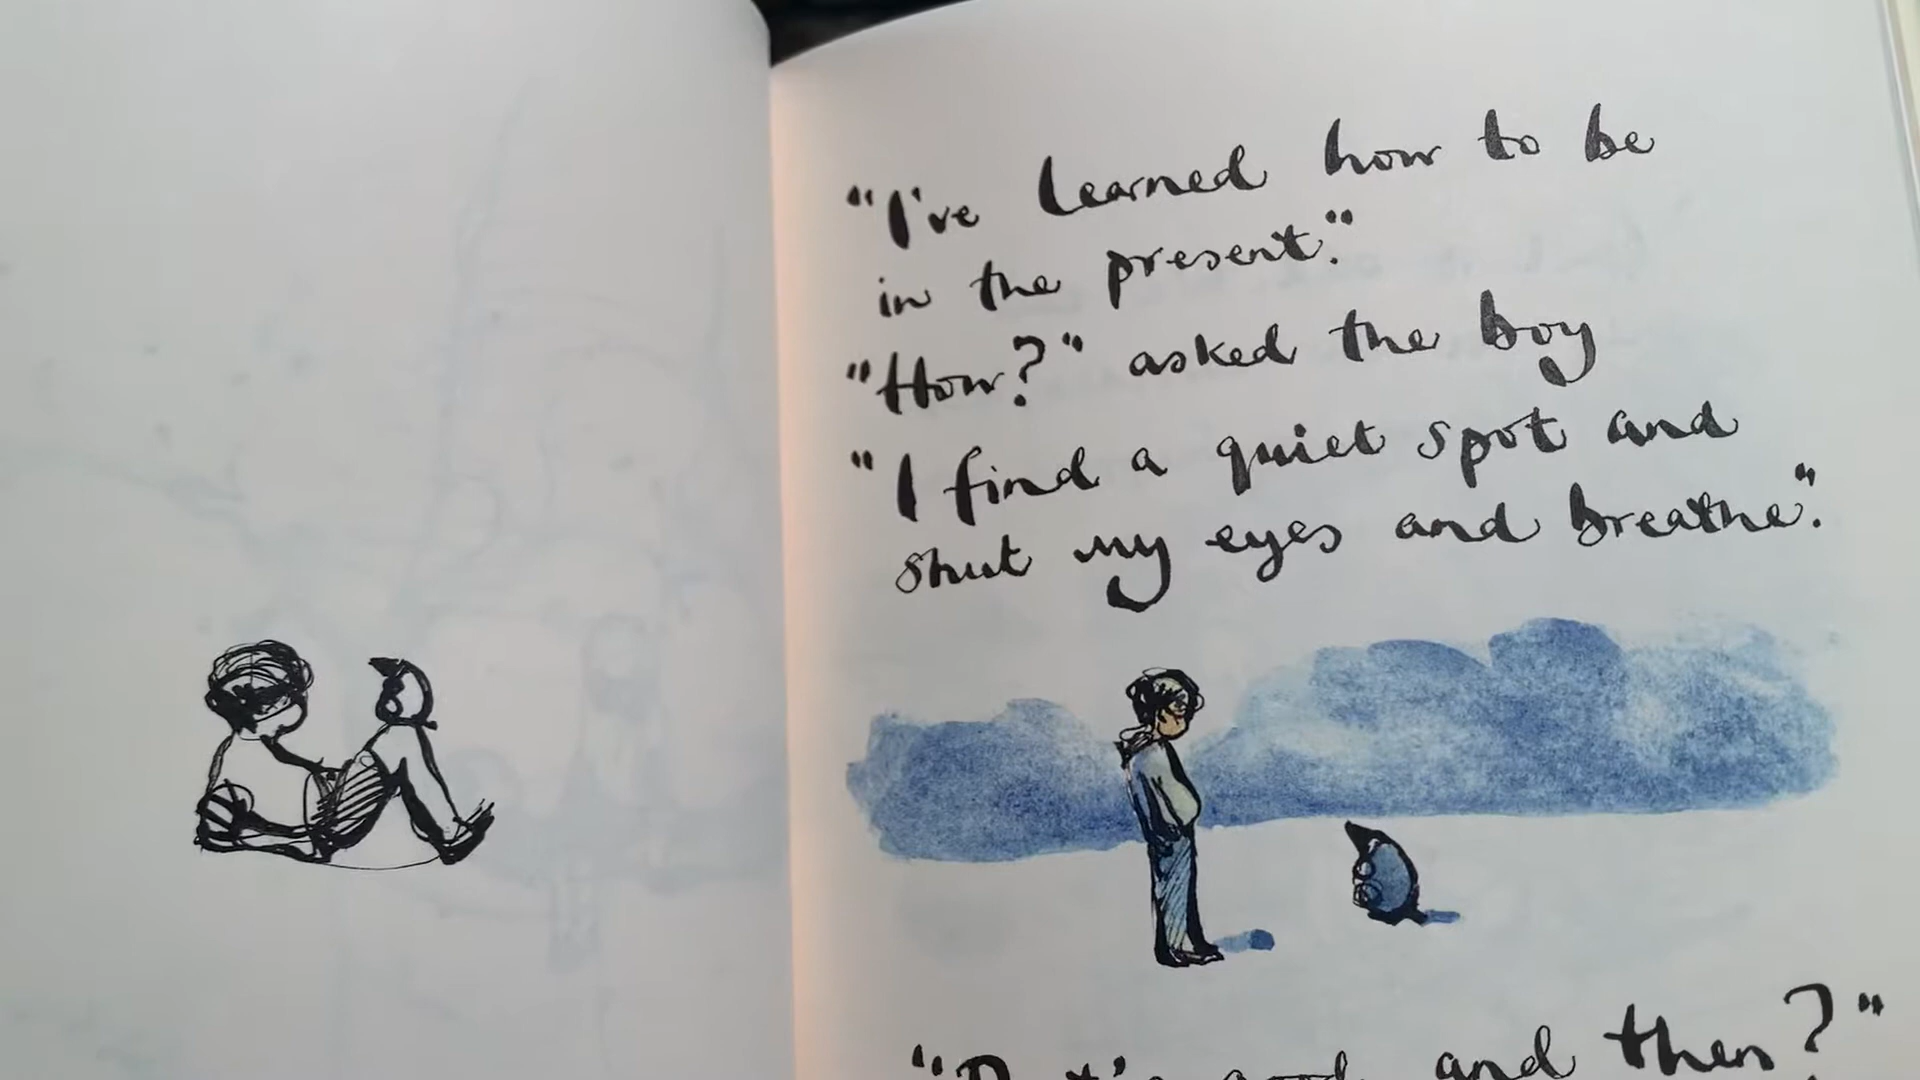 "I've learned how to be
in the present."
"How?" asked the boy
"I find a quiet spot and
shut my eyes and breathe."
good and then?"